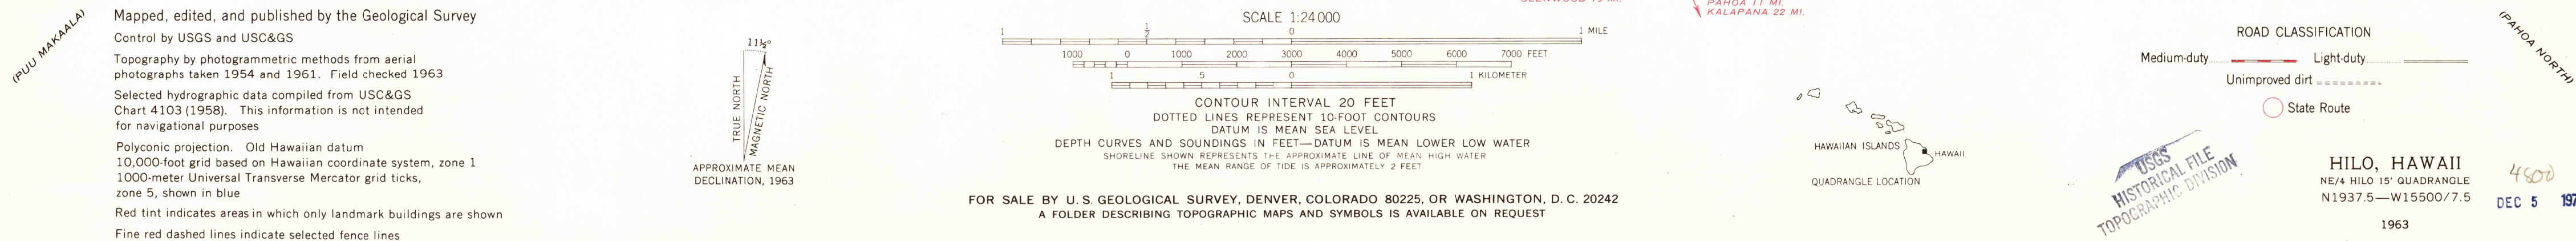 (PUU MAKAALA)
Mapped, edited, and published by the Geological Survey
Control by USGS and USC&GS
Topography by photogrammetric methods from aerial
photographs taken 1954 and 1961. Field checked 1963
Selected hydrographic data compiled from USC&GS
Chart 4103 (1958). This information is not intended
for navigational purposes
Polyconic projection. Old Hawaiian datum
10,000-foot grid based on Hawaiian coordinate system, zone 1
1000-meter Universal Transverse Mercator grid ticks,
zone 5, shown in blue
Red tint indicates areas in which only landmark buildings are shown
Fine red dashed lines indicate selected fence lines
11½°
TRUE NORTH
MAGNETIC NORTH
APPROXIMATE MEAN
DECLINATION, 1963
PAHOA 11 MI.
KALAPANA 22 MI.
SCALE 1:24 000
1 ½ 0 1 MILE
1000 0 1000 2000 3000 4000 5000 6000 7000 FEET
1 .5 0 1 KILOMETER
CONTOUR INTERVAL 20 FEET
DOTTED LINES REPRESENT 10-FOOT CONTOURS
DATUM IS MEAN SEA LEVEL
DEPTH CURVES AND SOUNDINGS IN FEET—DATUM IS MEAN LOWER LOW WATER
SHORELINE SHOWN REPRESENTS THE APPROXIMATE LINE OF MEAN HIGH WATER
THE MEAN RANGE OF TIDE IS APPROXIMATELY 2 FEET
FOR SALE BY U. S. GEOLOGICAL SURVEY, DENVER, COLORADO 80225, OR WASHINGTON, D. C. 20242
A FOLDER DESCRIBING TOPOGRAPHIC MAPS AND SYMBOLS IS AVAILABLE ON REQUEST
HAWAIIAN ISLANDS
HAWAII
QUADRANGLE LOCATION
ROAD CLASSIFICATION
Medium-duty Light-duty
Unimproved dirt
State Route
(PAHOA NORTH)
USGS
HISTORICAL FILE
TOPOGRAPHIC DIVISION
HILO, HAWAII
NE/4 HILO 15' QUADRANGLE
N1937.5—W15500/7.5
1963
4800
DEC 5 197